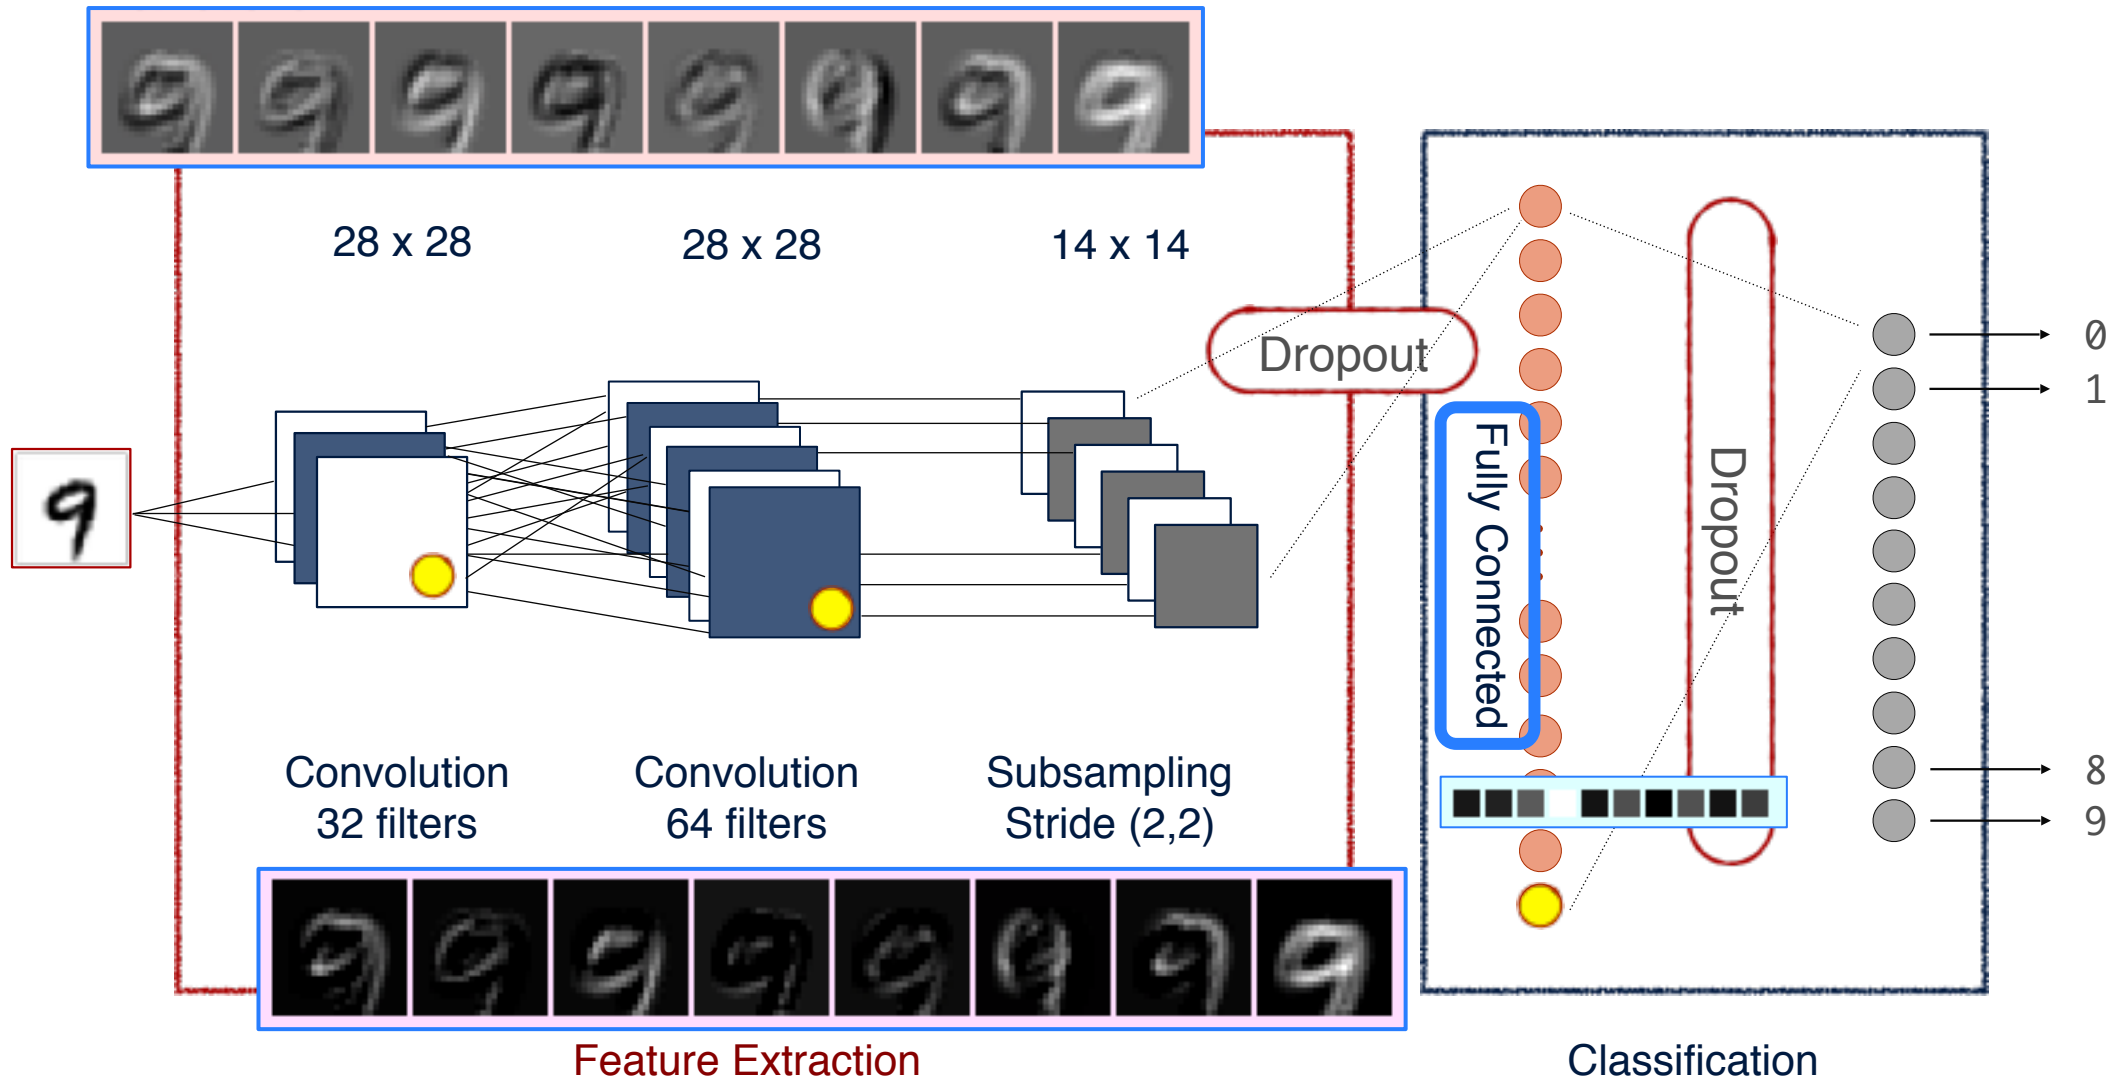 28 x 28
28 x 28
14 x 14
Dropout
Fully Connected
Dropout
0
1
8
9
9
Convolution
32 filters
Convolution
64 filters
Subsampling
Stride (2,2)
Feature Extraction
Classification